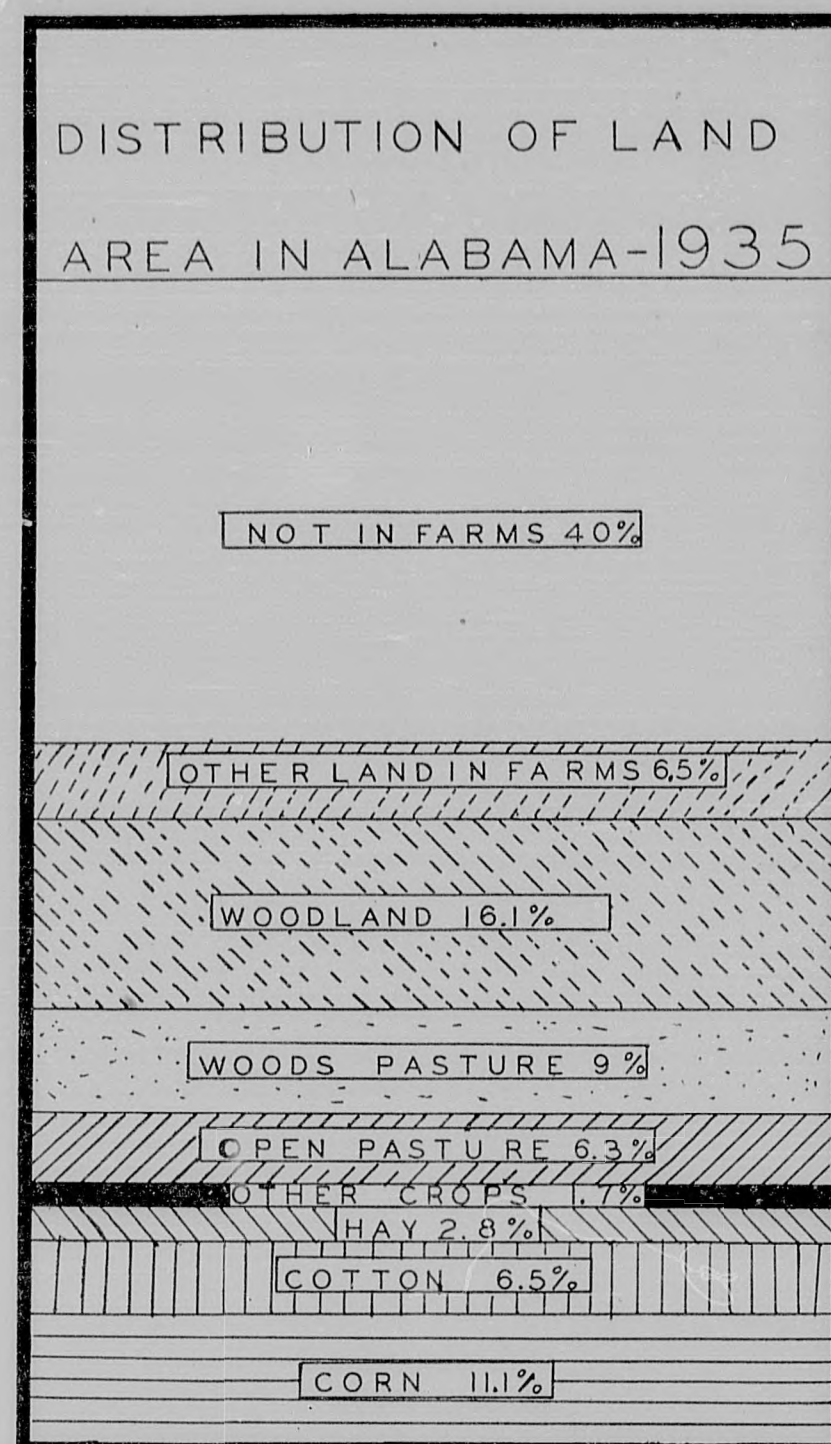 DISTRIBUTION OF LAND
AREA IN ALABAMA-1935
NOT IN FARMS 40%
OTHER LAND IN FARMS 6.5%
WOODLAND 16.1%
WOODS PASTURE 9%
OPEN PASTURE 6.3%
OTHER CROPS 1.7%
HAY 2.8%
COTTON 6.5%
CORN 11.1%